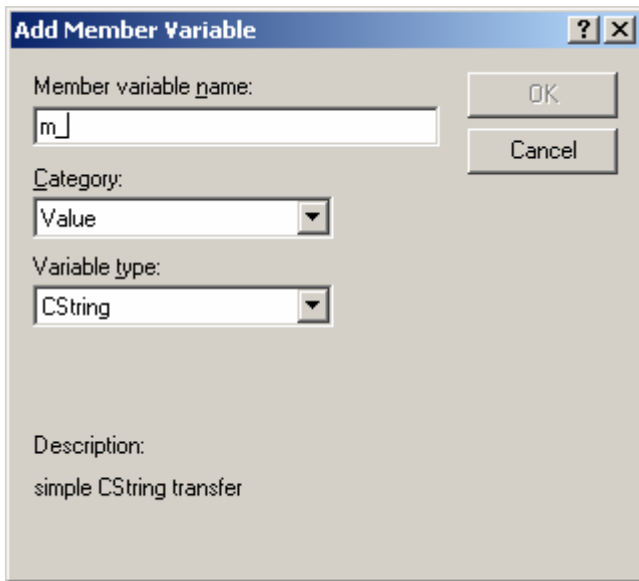 Add Member Variable
Member variable name:
OK
m_
Cancel
Category:
Value
Variable type:
CString
Description:
simple CString transfer